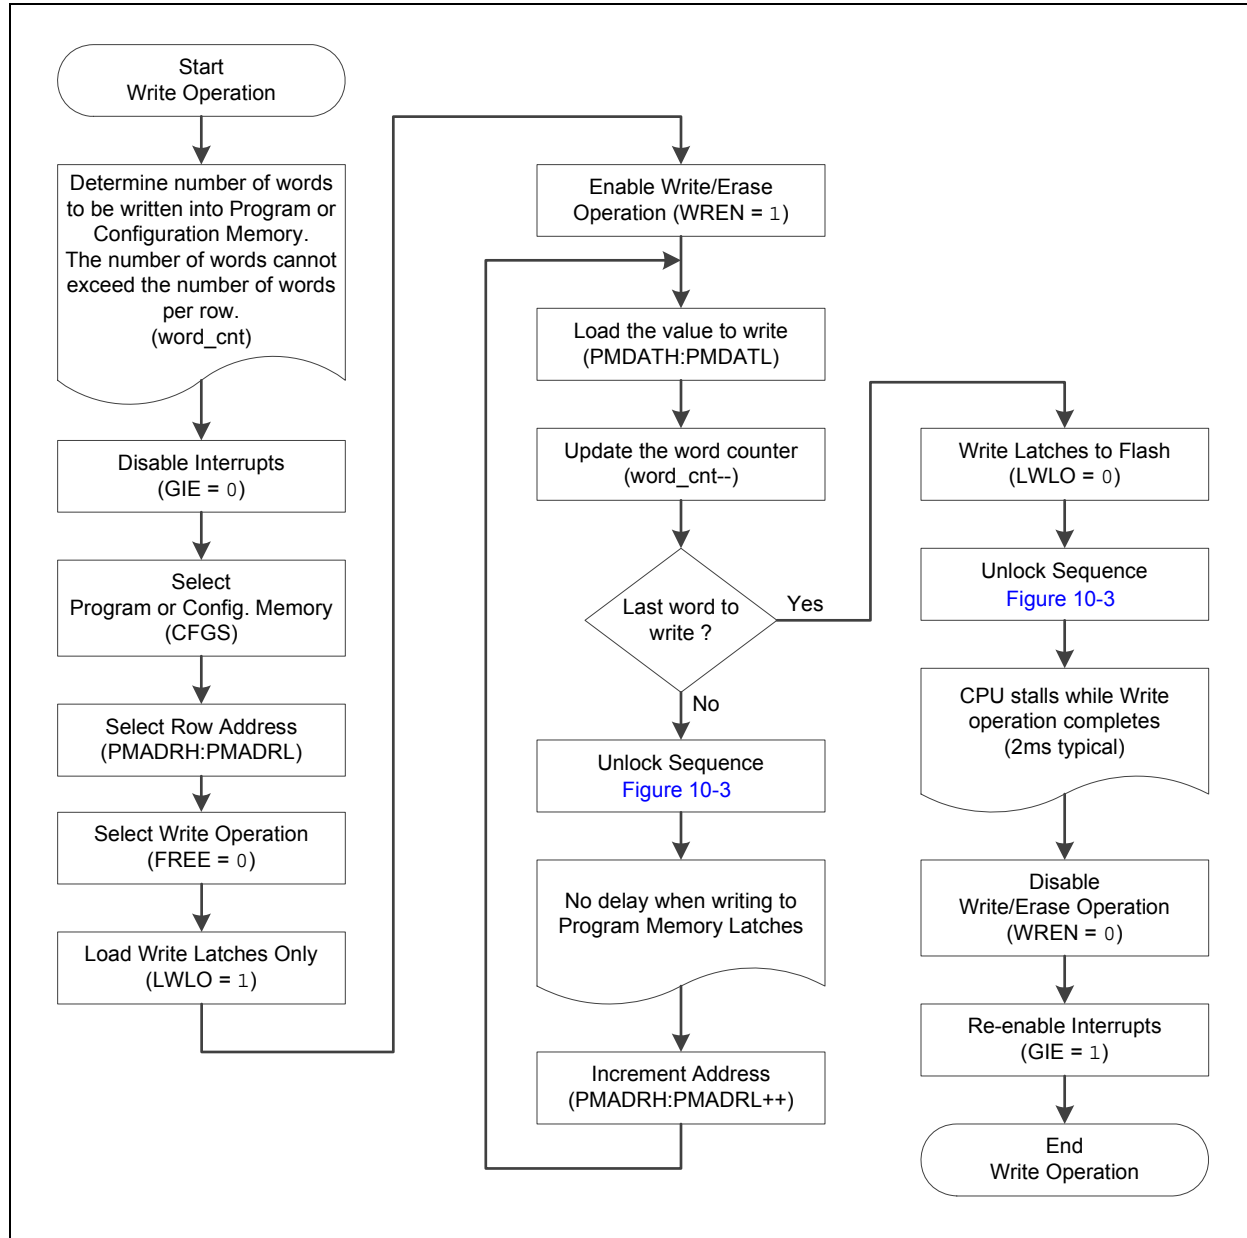 Start
Write Operation
Determine number of words
to be written into Program or
Configuration Memory.
The number of words cannot
exceed the number of words
per row.
(word_cnt)
Disable Interrupts
(GIE = 0)
Select
Program or Config. Memory
(CFGS)
Select Row Address
(PMADRH:PMADRL)
Select Write Operation
(FREE = 0)
Load Write Latches Only
(LWLO = 1)
Enable Write/Erase
Operation (WREN = 1)
Load the value to write
(PMDATH:PMDATL)
Update the word counter
(word_cnt--)
Last word to
write ?
Yes
No
Unlock Sequence
Figure 10-3
No delay when writing to
Program Memory Latches
Increment Address
(PMADRH:PMADRL++)
Write Latches to Flash
(LWLO = 0)
Unlock Sequence
Figure 10-3
CPU stalls while Write
operation completes
(2ms typical)
Disable
Write/Erase Operation
(WREN = 0)
Re-enable Interrupts
(GIE = 1)
End
Write Operation